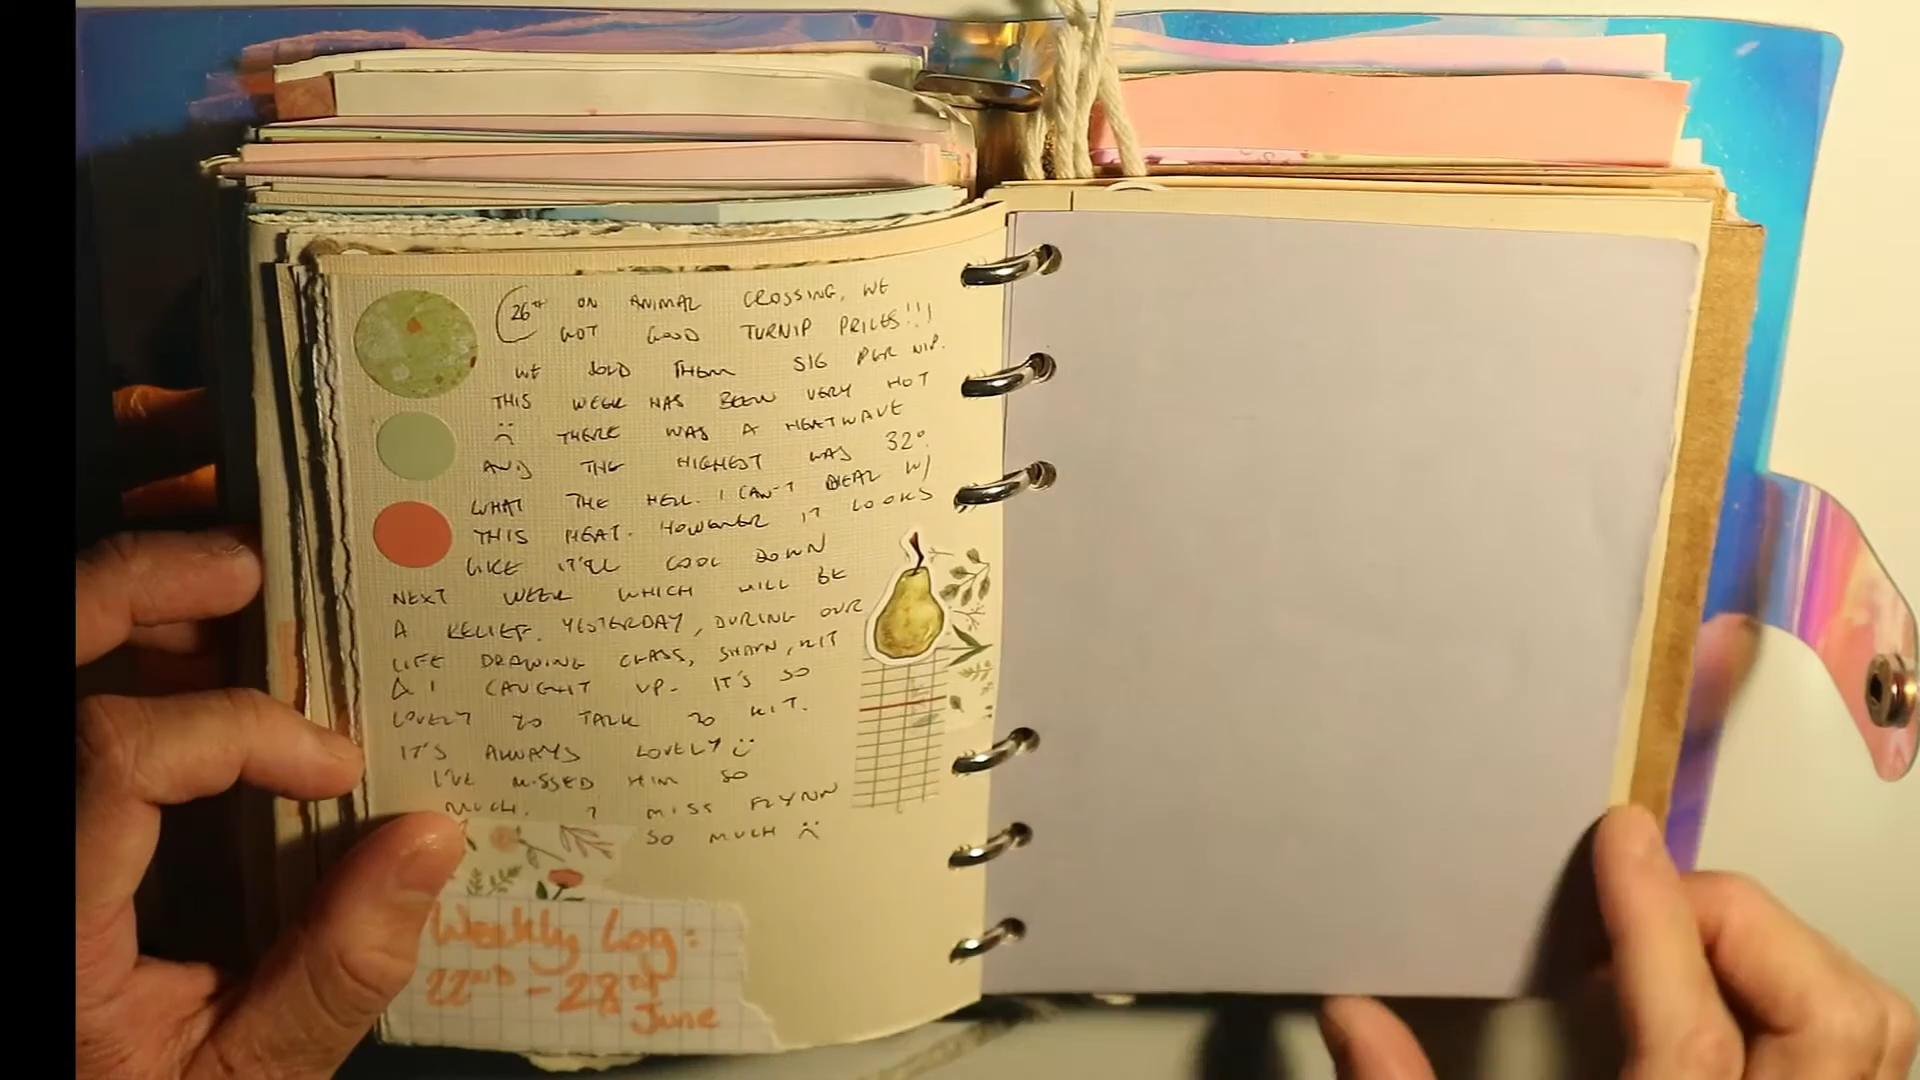 26TH ON ANIMAL CROSSING, WE
GOT GOOD TURNIP PRICES!!!
WE SOLD THEM 516 PER NIP.
THIS WEEK HAS BEEN VERY HOT
:( THERE WAS A HEATWAVE
AND THE HIGHEST WAS 32°.
WHAT THE HELL. I CAN'T DEAL W/
THIS HEAT. HOWEVER IT LOOKS
LIKE IT'LL COOL DOWN
NEXT WEEK WHICH WILL BE
A RELIEF. YESTERDAY, DURING OUR
LIFE DRAWING CLASS, KIT
& I CAUGHT UP. IT'S SO
LOVELY TO TALK TO KIT.
IT'S ALWAYS LOVELY :)
I'VE MISSED HIM SO
MUCH. I MISS FLYNN
SO MUCH :(
Weekly Log:
22ND - 28TH
June